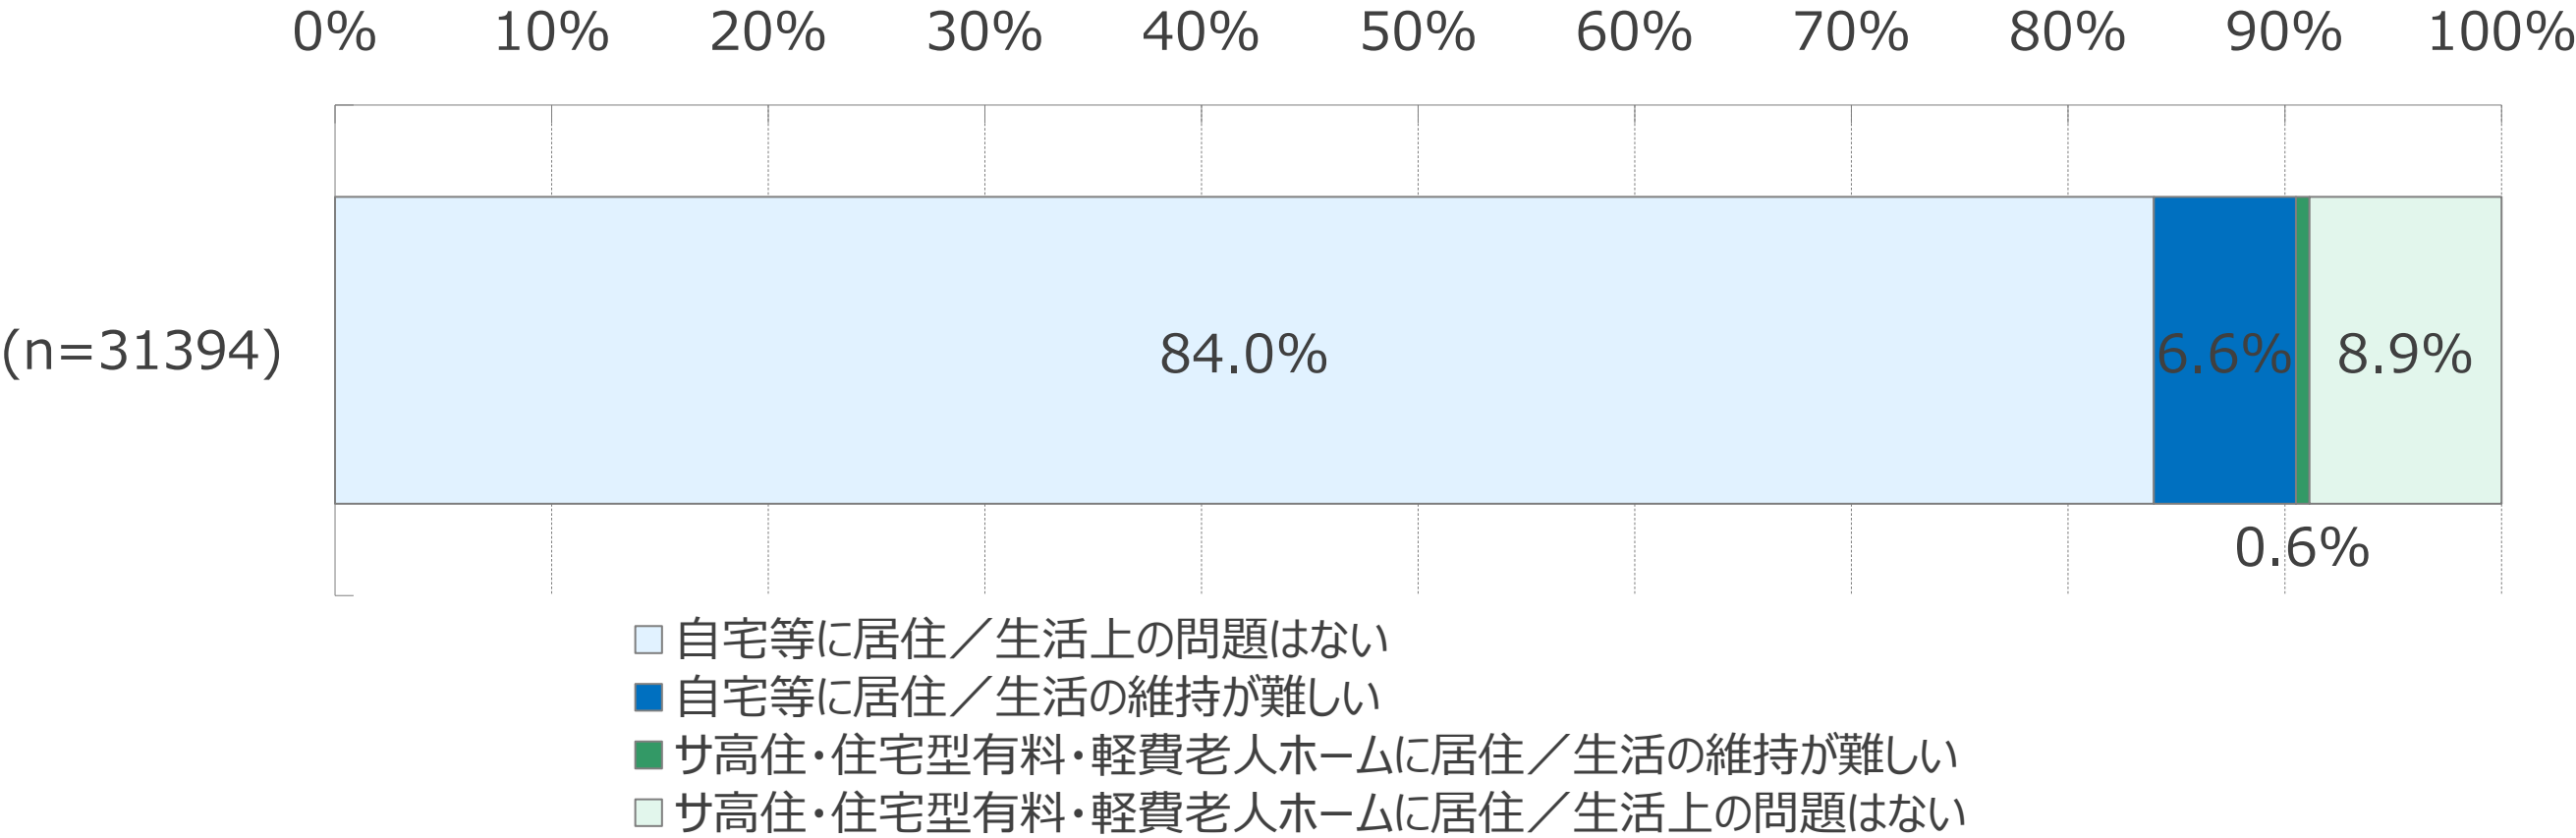 0% 10% 20% 30% 40% 50% 60% 70% 80% 90% 100%
(n=31394) 84.0% 6.6% 8.9%
0.6%
自宅等に居住／生活上の問題はない
自宅等に居住／生活の維持が難しい
サ高住・住宅型有料・軽費老人ホームに居住／生活の維持が難しい
サ高住・住宅型有料・軽費老人ホームに居住／生活上の問題はない